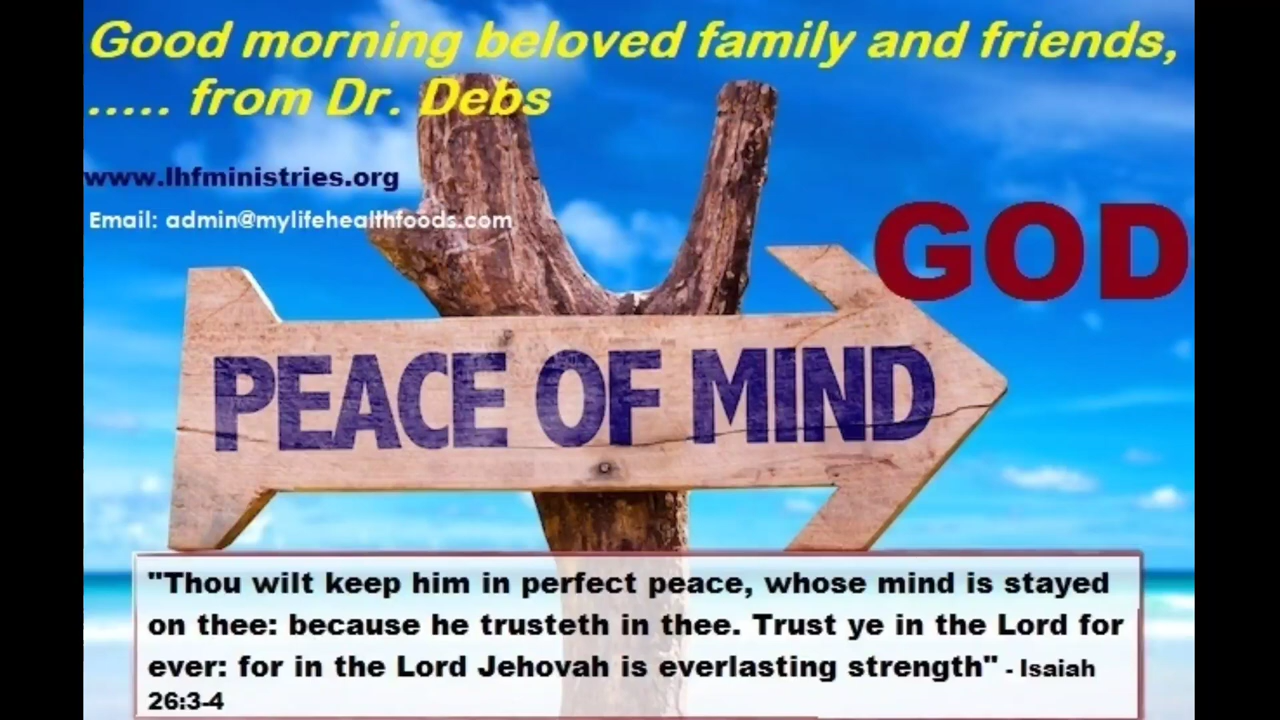 Good morning beloved family and friends,
..... from Dr. Debs
www.lhfministries.org
Email: admin@mylifehealthfoods.com
GOD
PEACE OF MIND
"Thou wilt keep him in perfect peace, whose mind is stayed
on thee: because he trusteth in thee. Trust ye in the Lord for
ever: for in the Lord Jehovah is everlasting strength" - Isaiah
26:3-4